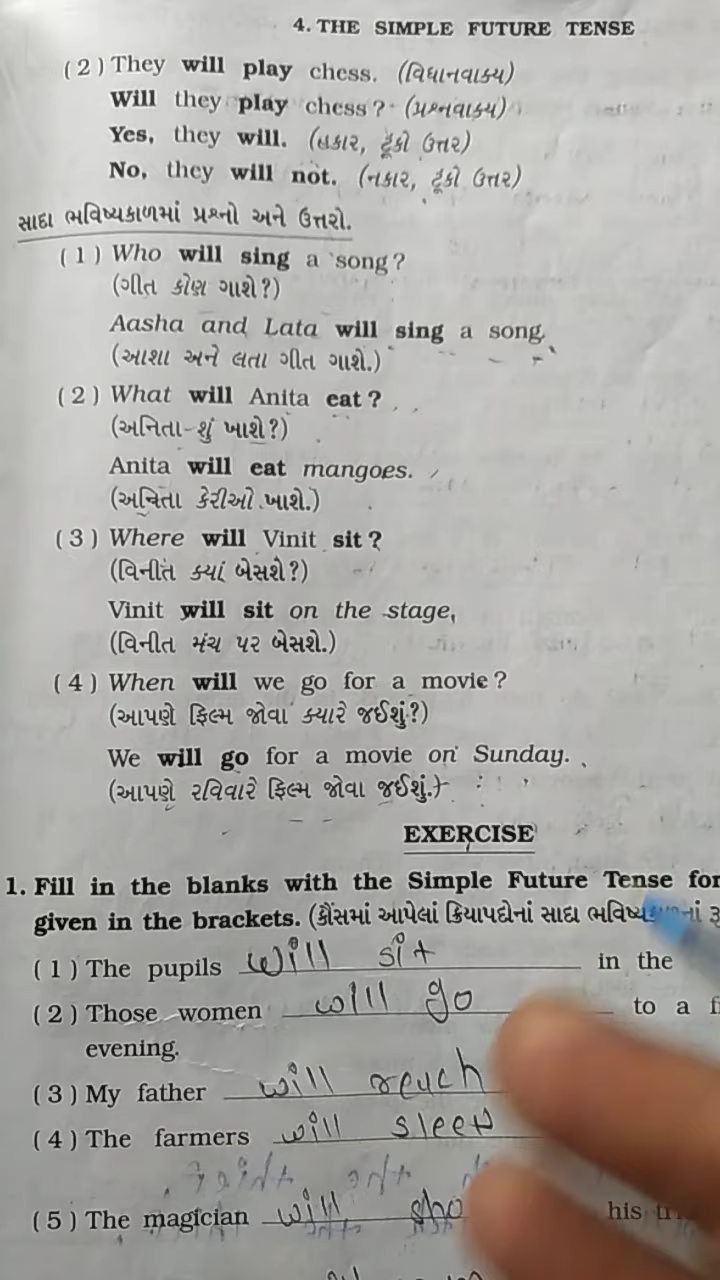 4. THE SIMPLE FUTURE TENSE
(2) They will play chess. (વિધાનવાક્ય)
Will they play chess? (પ્રશ્નવાક્ય)
Yes, they will. (હકાર, ટૂંકો ઉત્તર)
No, they will not. (નકાર, ટૂંકો ઉત્તર)
સાદા ભવિષ્યકાળમાં પ્રશ્નો અને ઉત્તરો.
(1) Who will sing a song?
(ગીત કોણ ગાશે?)
Aasha and Lata will sing a song.
(આશા અને લતા ગીત ગાશે.)
(2) What will Anita eat?
(અનિતા શું ખાશે?)
Anita will eat mangoes.
(અનિતા કેરીઓ ખાશે.)
(3) Where will Vinit sit?
(વિનીત ક્યાં બેસશે?)
Vinit will sit on the stage,
(વિનીત મંચ પર બેસશે.)
(4) When will we go for a movie?
(આપણે ફિલ્મ જોવા ક્યારે જઈશું?)
We will go for a movie on Sunday.
(આપણે રવિવારે ફિલ્મ જોવા જઈશું.)
EXERCISE
1. Fill in the blanks with the Simple Future Tense for
given in the brackets. (કૌંસમાં આપેલાં ક્રિયાપદોનાં સાદા
(1) The pupils will sit in the
(2) Those women will go to a
evening.
(3) My father will reach
(4) The farmers will sleep
(5) The magician will sho his